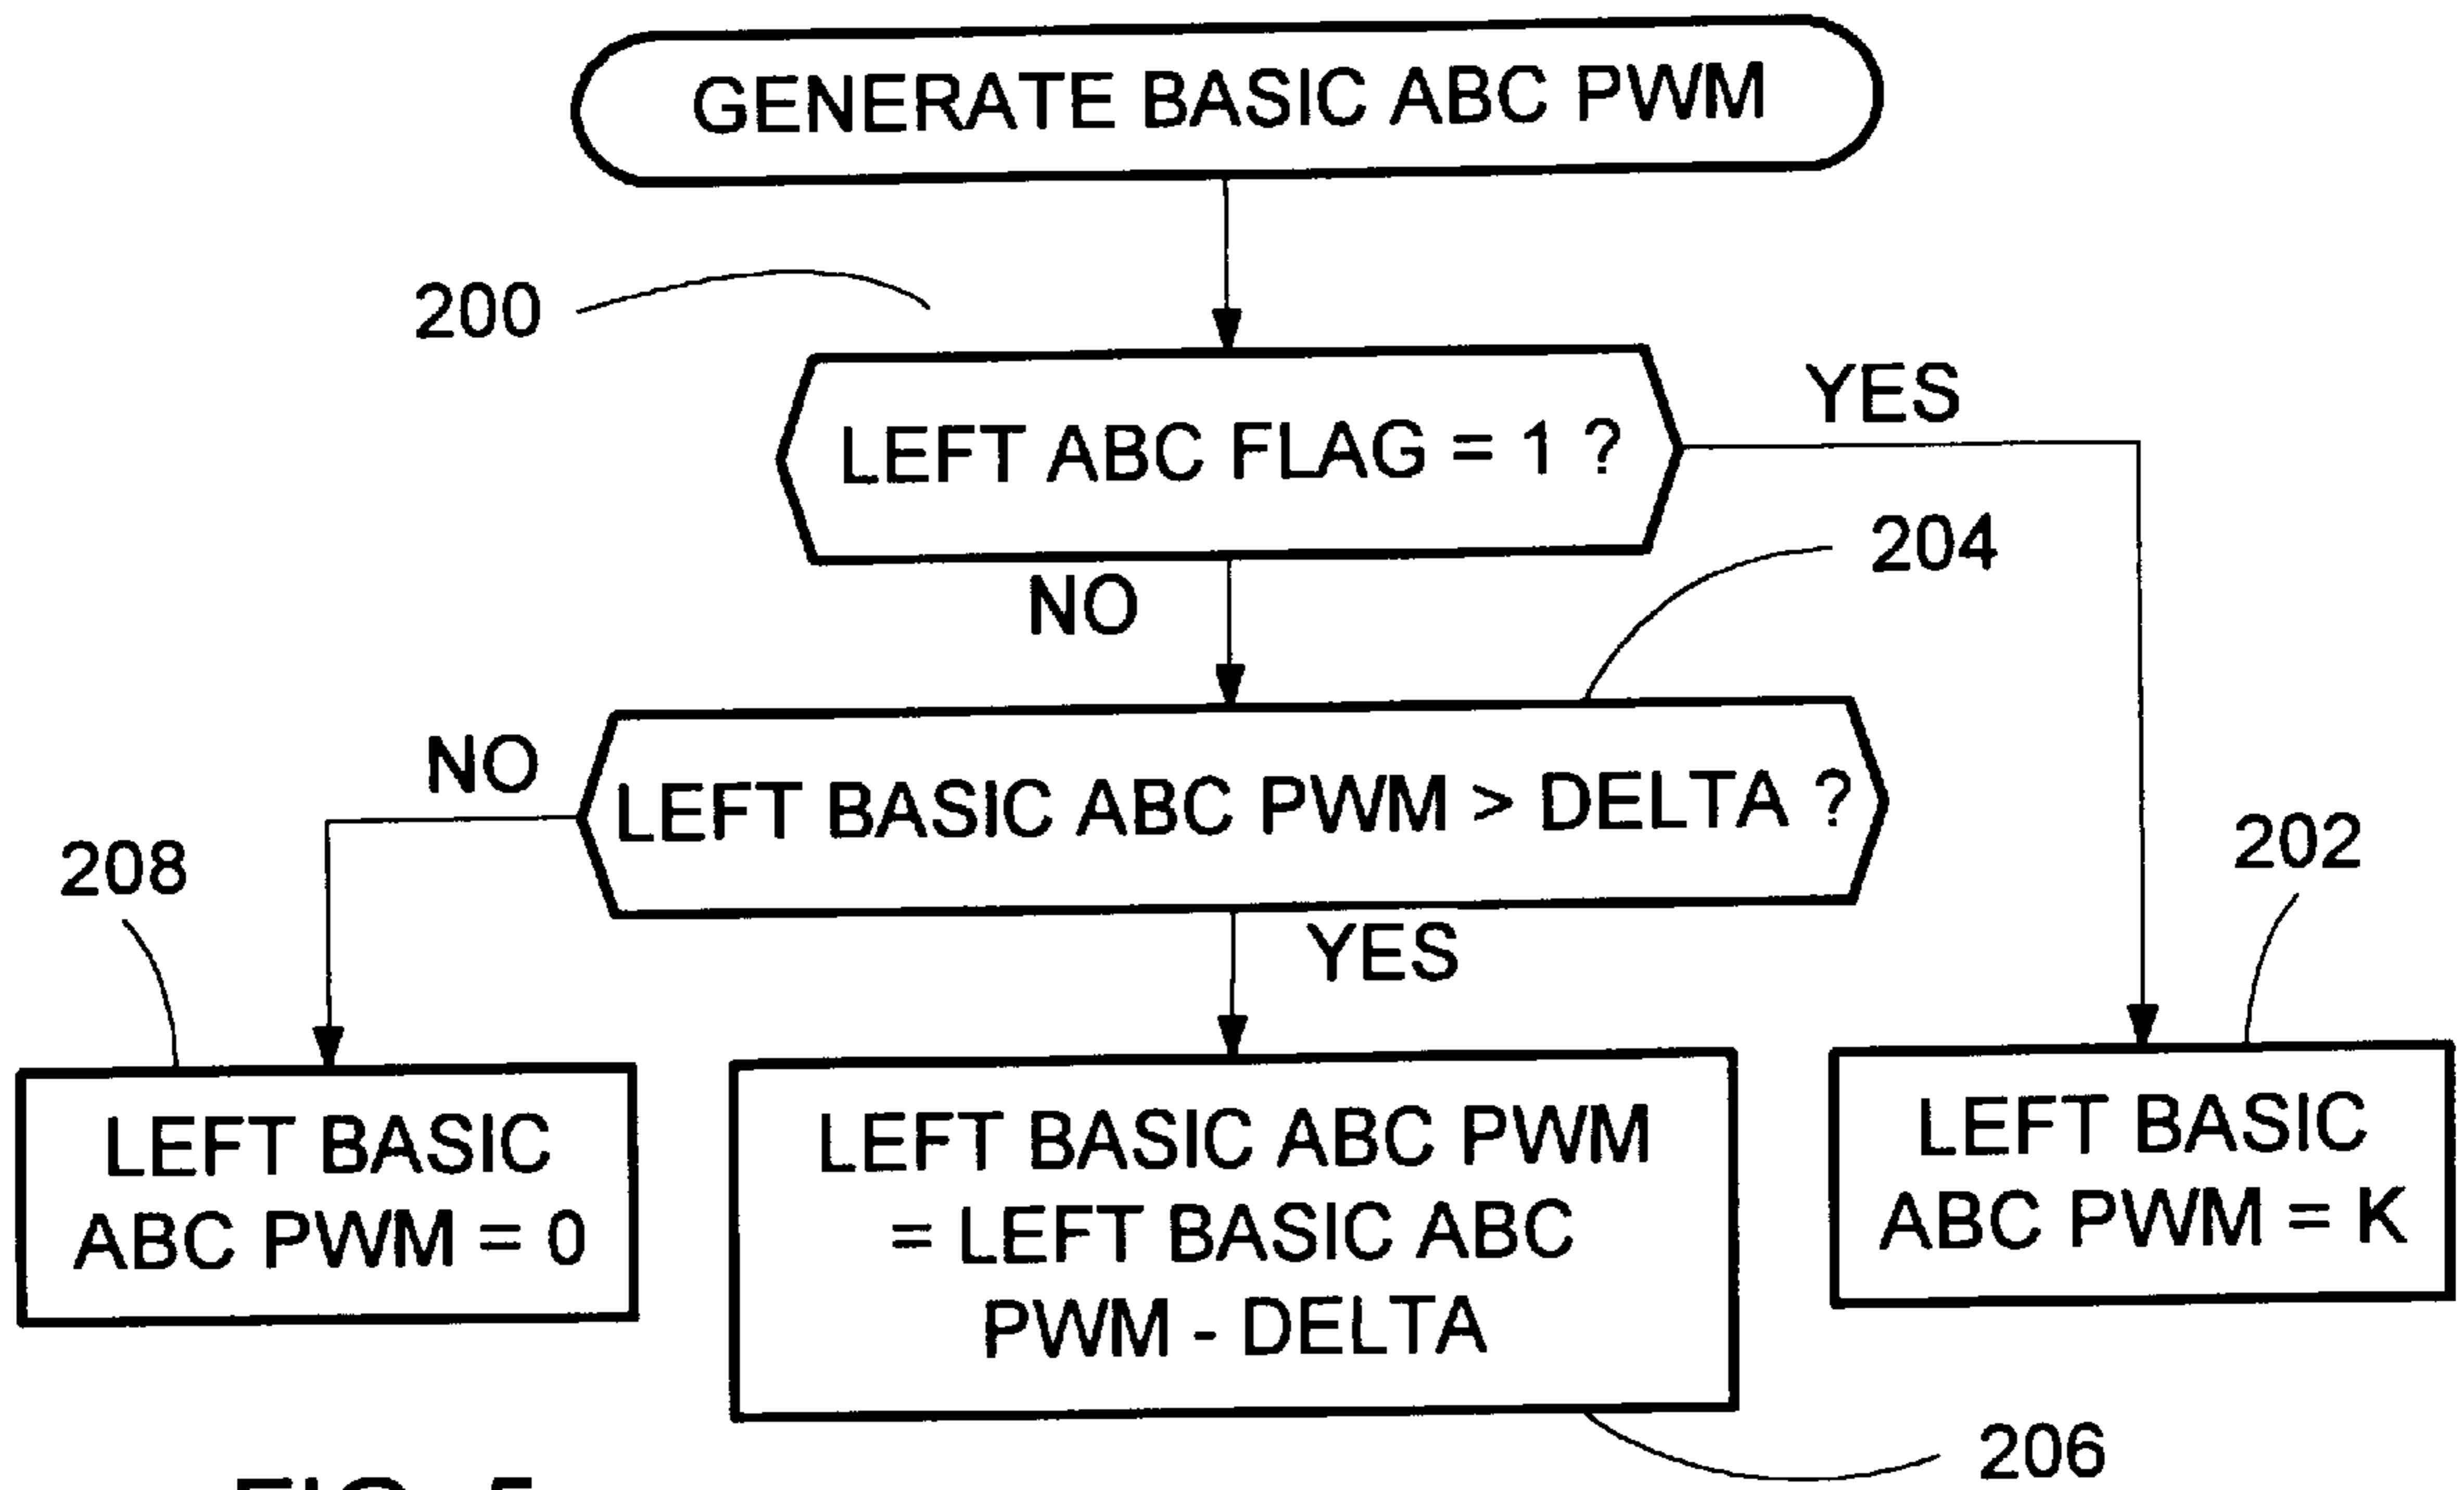 GENERATE BASIC ABC PWM
200
LEFT ABC FLAG = 1 ?
YES
204
NO
NO
LEFT BASIC ABC PWM > DELTA ?
208
202
YES
LEFT BASIC
ABC PWM = 0
LEFT BASIC ABC PWM
= LEFT BASIC ABC
PWM - DELTA
LEFT BASIC
ABC PWM = K
206